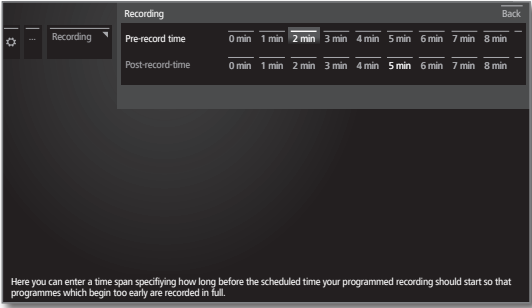 Recording Back
... Recording
Pre-record time 0 min 1 min 2 min 3 min 4 min 5 min 6 min 7 min 8 min
Post-record-time 0 min 1 min 2 min 3 min 4 min 5 min 6 min 7 min 8 min
Here you can enter a time span specifiying how long before the scheduled time your programmed recording should start so that
programmes which begin too early are recorded in full.